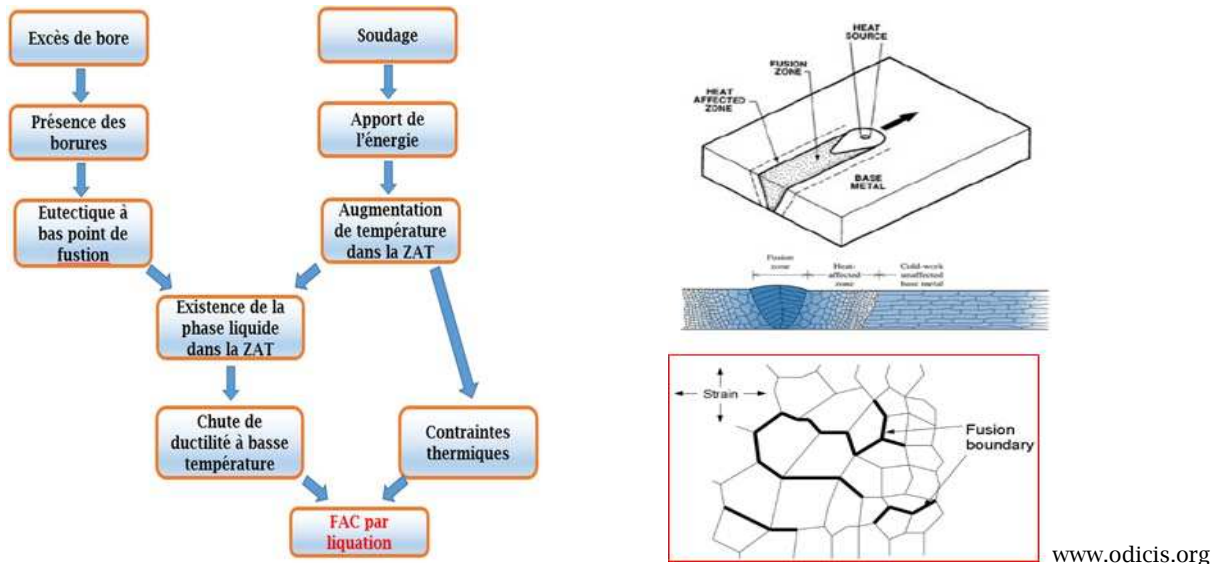 Excès de bore
Soudage
Présence des
borures
Apport de
l'énergie
Eutectique à
bas point de
fustion
Augmentation
de température
dans la ZAT
Existence de la
phase liquide
dans la ZAT
Chute de
ductilité à basse
température
Contraintes
thermiques
FAC par
liquation
HEAT
SOURCE
FUSION
ZONE
HEAT
AFFECTED
ZONE
BASE
METAL
Fusion
zone
Heat-
affected
zone
Cold-work
unaffected
base metal
Strain
Fusion
boundary
www.odicis.org